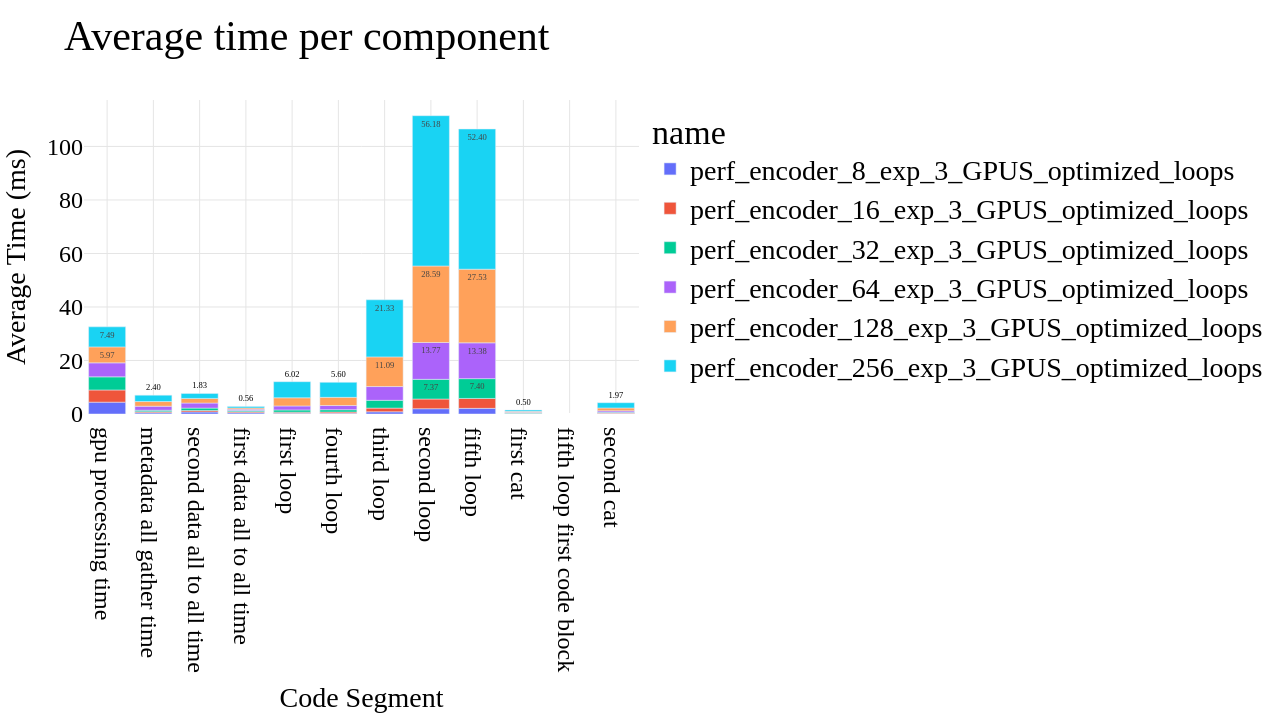 Average time per component
Average Time (ms)
100
80
60
40
20
0
7.49
5.97
2.40
1.83
0.56
6.02
5.60
21.33
11.09
56.18
28.59
13.77
7.37
52.40
27.53
13.38
7.40
0.50
1.97
gpu processing time
metadata all gather time
second data all to all time
first data all to all time
first loop
fourth loop
third loop
second loop
fifth loop
first cat
fifth loop first code block
second cat
Code Segment
name
perf_encoder_8_exp_3_GPUS_optimized_loops
perf_encoder_16_exp_3_GPUS_optimized_loops
perf_encoder_32_exp_3_GPUS_optimized_loops
perf_encoder_64_exp_3_GPUS_optimized_loops
perf_encoder_128_exp_3_GPUS_optimized_loops
perf_encoder_256_exp_3_GPUS_optimized_loops